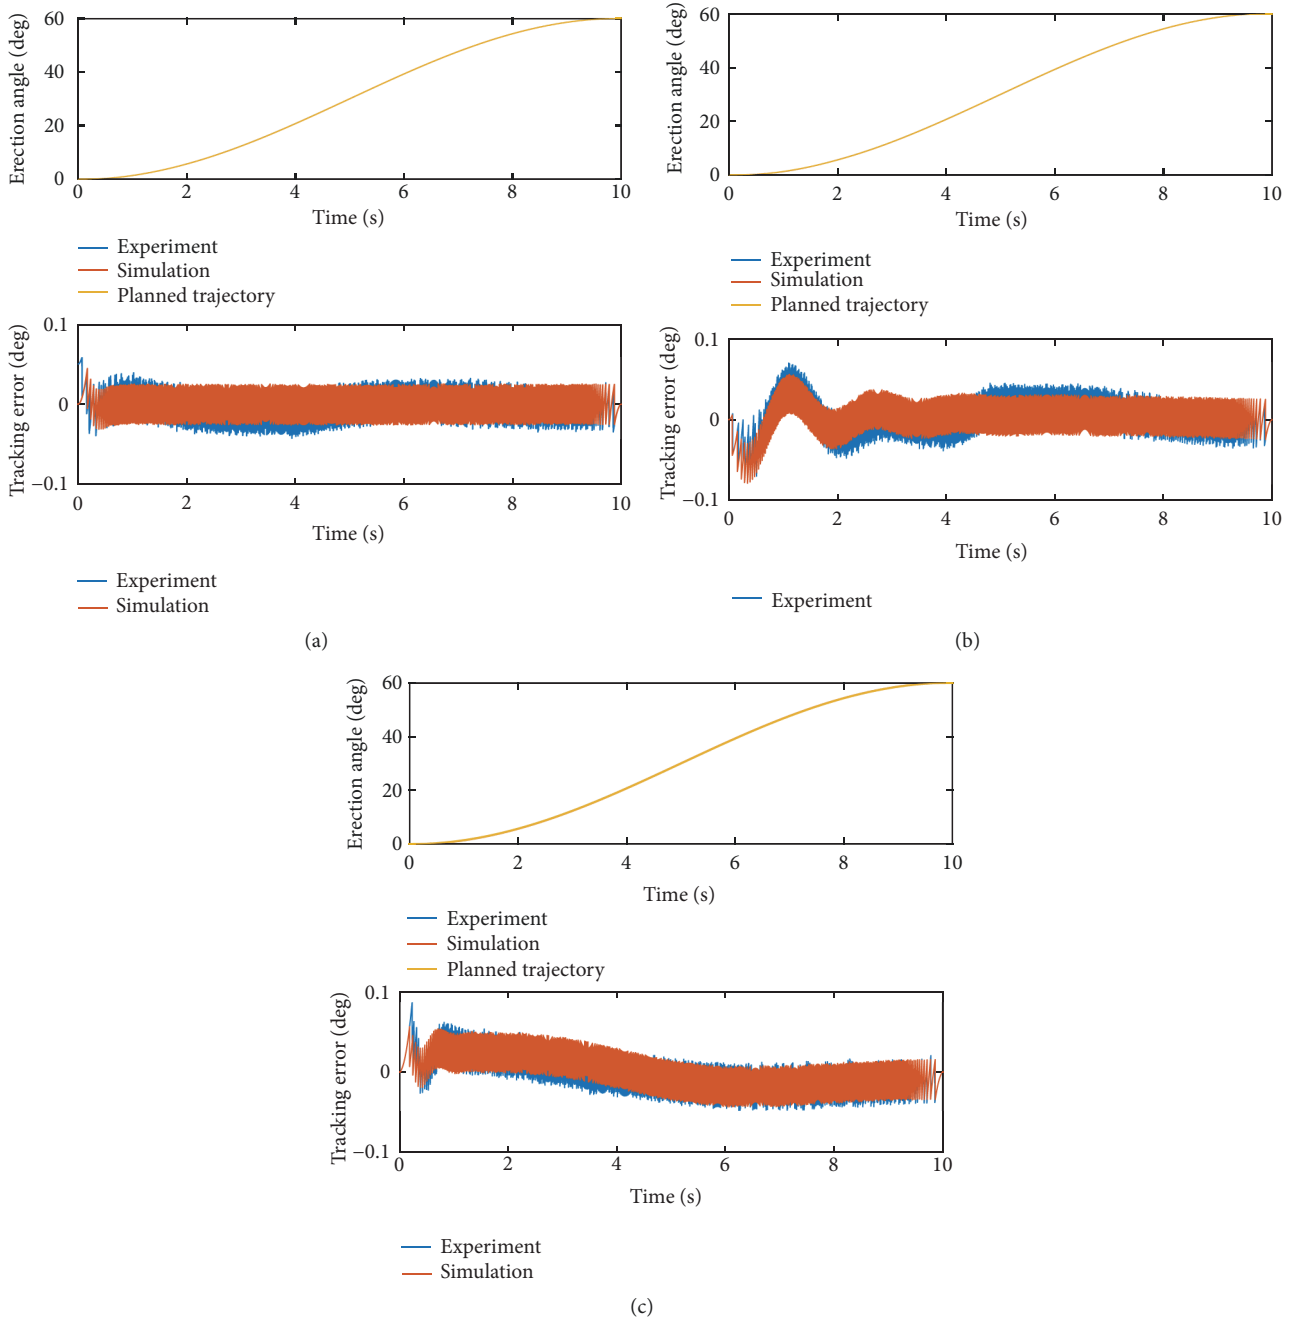 Erection angle (deg)
60
40
20
0
0 2 4 6 8 10
Time (s)
Experiment
Simulation
Planned trajectory
Tracking error (deg)
0.1
0
−0.1
0 2 4 6 8 10
Time (s)
Experiment
Simulation
(a)
Erection angle (deg)
60
40
20
0
0 2 4 6 8 10
Time (s)
Experiment
Simulation
Planned trajectory
Tracking error (deg)
0.1
0
−0.1
0 2 4 6 8 10
Time (s)
Experiment
(b)
Erection angle (deg)
60
40
20
0
0 2 4 6 8 10
Time (s)
Experiment
Simulation
Planned trajectory
Tracking error (deg)
0.1
0
−0.1
0 2 4 6 8 10
Time (s)
Experiment
Simulation
(c)